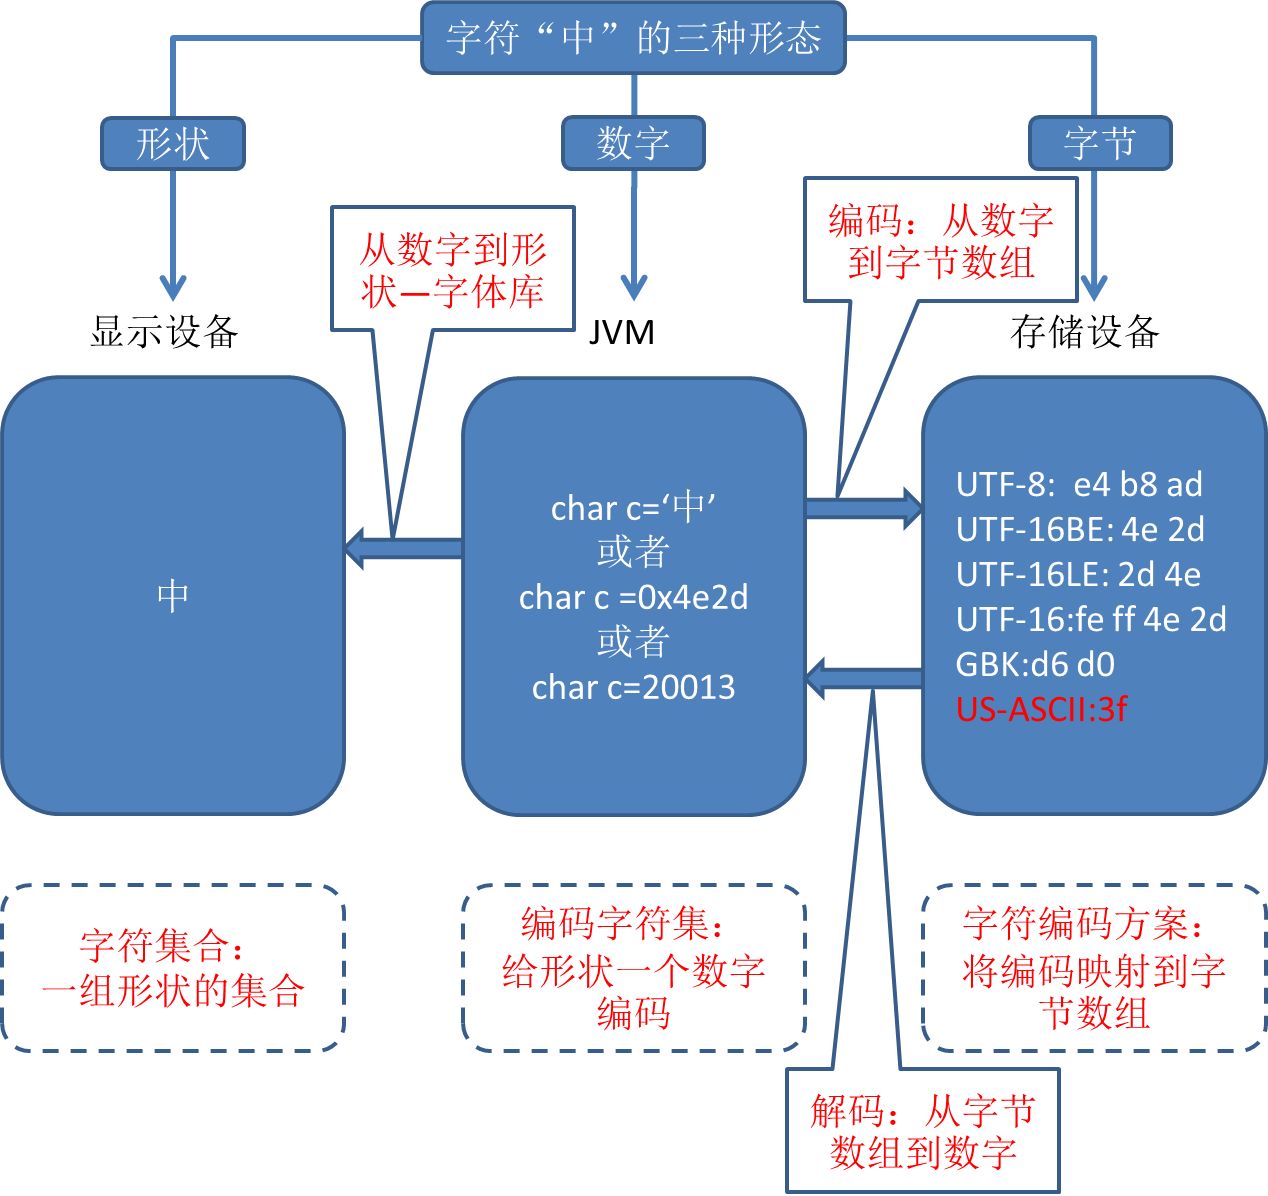 字符“中”的三种形态
形状
数字
字节
从数字到形
状—字体库
编码：从数字
到字节数组
显示设备
JVM
存储设备
中
char c=‘中’
或者
char c =0x4e2d
或者
char c=20013
UTF-8:  e4 b8 ad
UTF-16BE: 4e 2d
UTF-16LE: 2d 4e
UTF-16:fe ff 4e 2d
GBK:d6 d0
US-ASCII:3f
字符集合：
一组形状的集合
编码字符集：
给形状一个数字
编码
字符编码方案：
将编码映射到字
节数组
解码：从字节
数组到数字